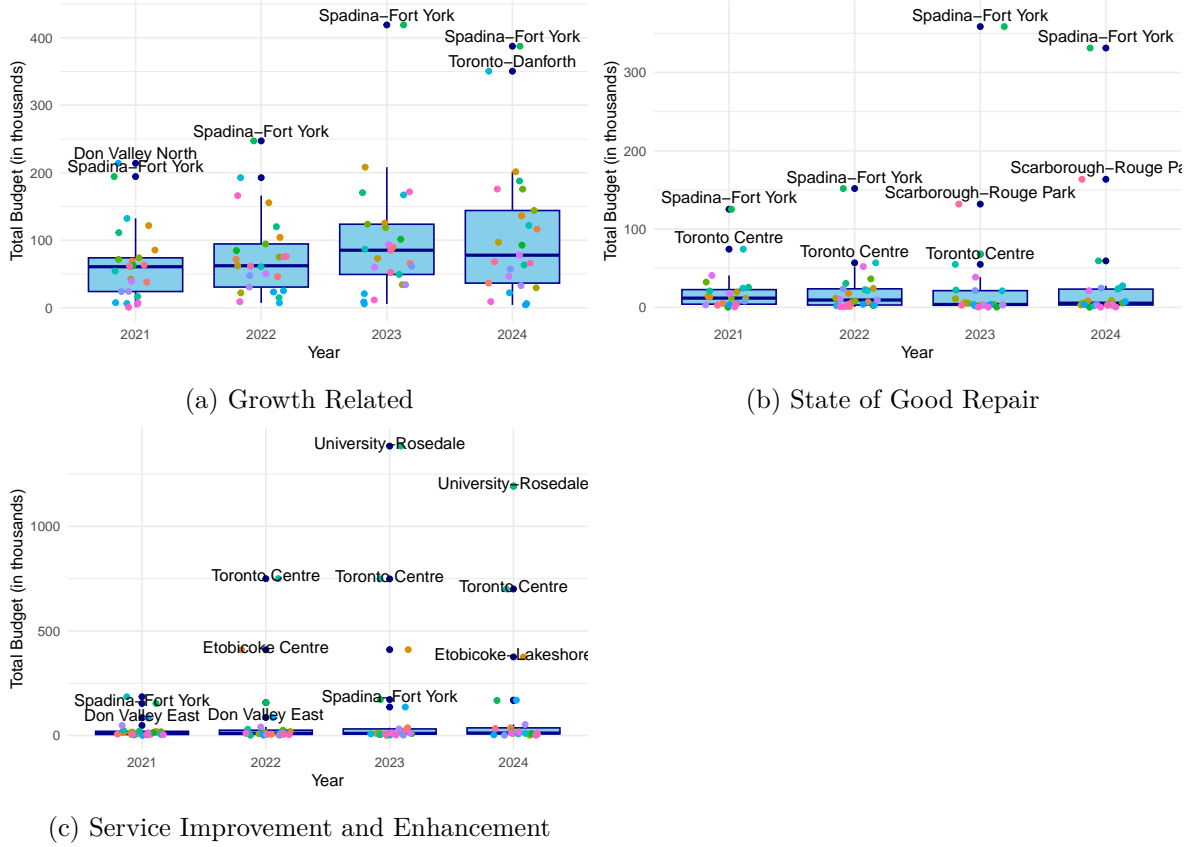 Spadina−Fort York
Spadina−Fort York
Toronto−Danforth
Spadina−Fort York
Don Valley North
Spadina−Fort York
400
300
200
100
0
Total Budget (in thousands)
2021
2022
2023
2024
Year
(a) Growth Related
Spadina−Fort York
Spadina−Fort York
Scarborough−Rouge Pa
Spadina−Fort York
Scarborough−Rouge Park
Spadina−Fort York
Toronto Centre
Toronto Centre
Toronto Centre
300
200
100
0
Total Budget (in thousands)
2021
2022
2023
2024
Year
(b) State of Good Repair
University−Rosedale
University−Rosedale
Toronto Centre
Toronto Centre
Toronto Centre
Etobicoke Centre
Etobicoke−Lakeshore
Spadina−Fort York
Spadina−Fort York
Don Valley East
Don Valley East
1000
500
0
Total Budget (in thousands)
2021
2022
2023
2024
Year
(c) Service Improvement and Enhancement